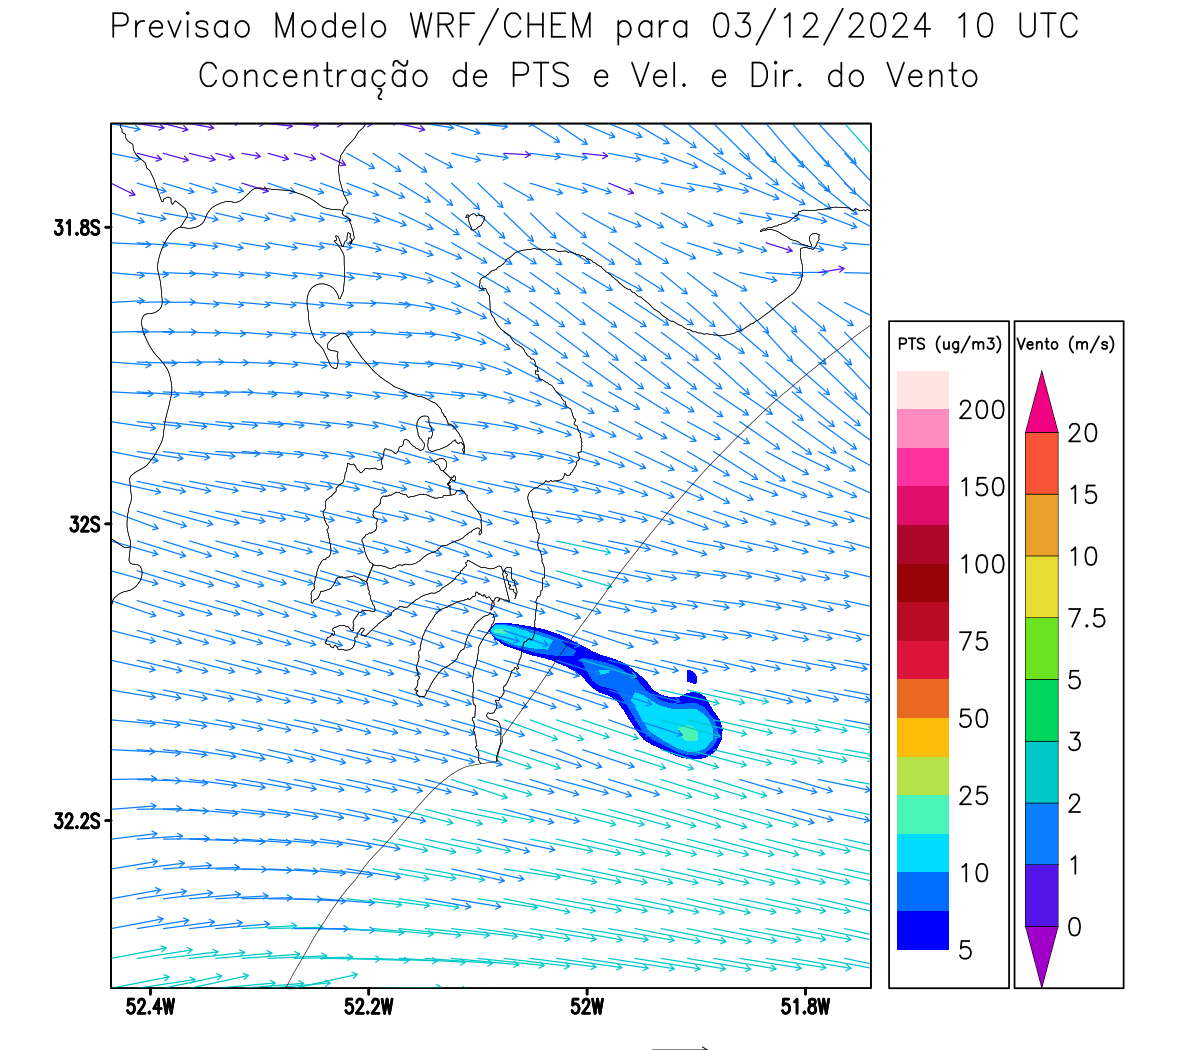 Previsao Modelo WRF/CHEM para 03/12/2024 10 UTC
Concentração de PTS e Vel. e Dir. do Vento
31.8S
32S
32.2S
52.4W 52.2W 52W 51.8W
PTS (ug/m3)
200
150
100
75
50
25
10
5
Vento (m/s)
20
15
10
7.5
5
3
2
1
0